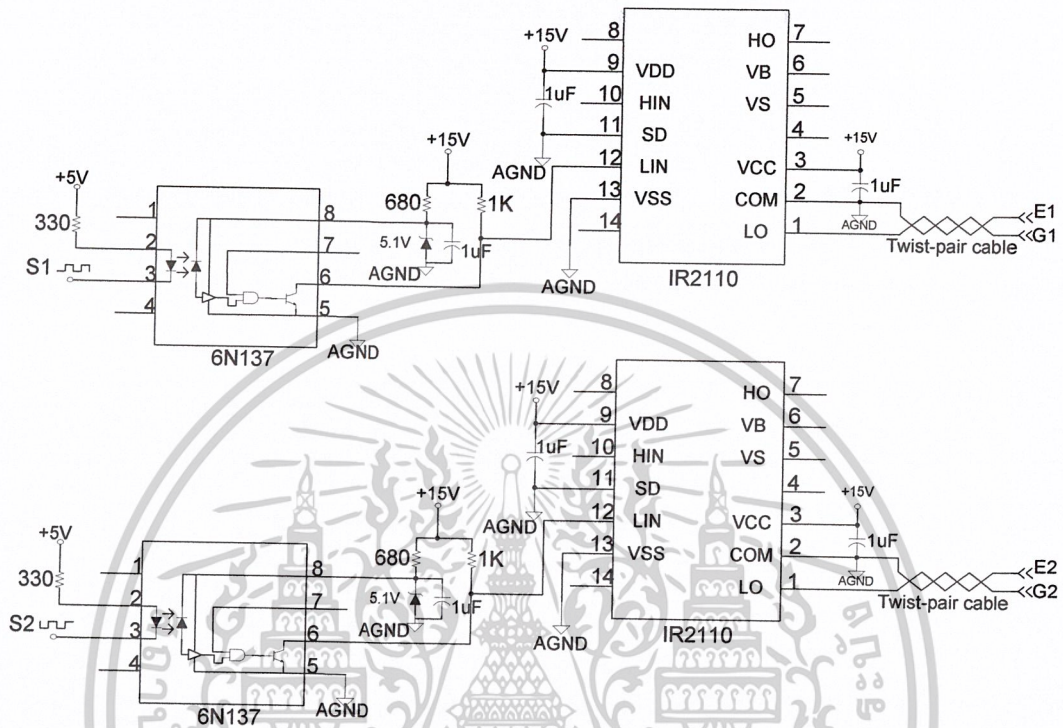 +15V
8
HO
7
9
VDD
VB
6
1uF
10
HIN
VS
5
11
SD
4
+15V
AGND
12
LIN
VCC
3
+15V
13
VSS
COM
2
1uF
AGND
14
LO
1
E1
G1
Twist-pair cable
AGND
IR2110
+5V
330
680
1K
1
8
5.1V
1uF
2
7
AGND
S1
3
6
4
5
6N137
AGND
+15V
8
HO
7
9
VDD
VB
6
1uF
10
HIN
VS
5
11
SD
4
+15V
AGND
12
LIN
VCC
3
+15V
13
VSS
COM
2
1uF
AGND
14
LO
1
E2
G2
Twist-pair cable
AGND
IR2110
+5V
330
680
1K
1
8
5.1V
1uF
2
7
AGND
S2
3
6
4
5
6N137
AGND